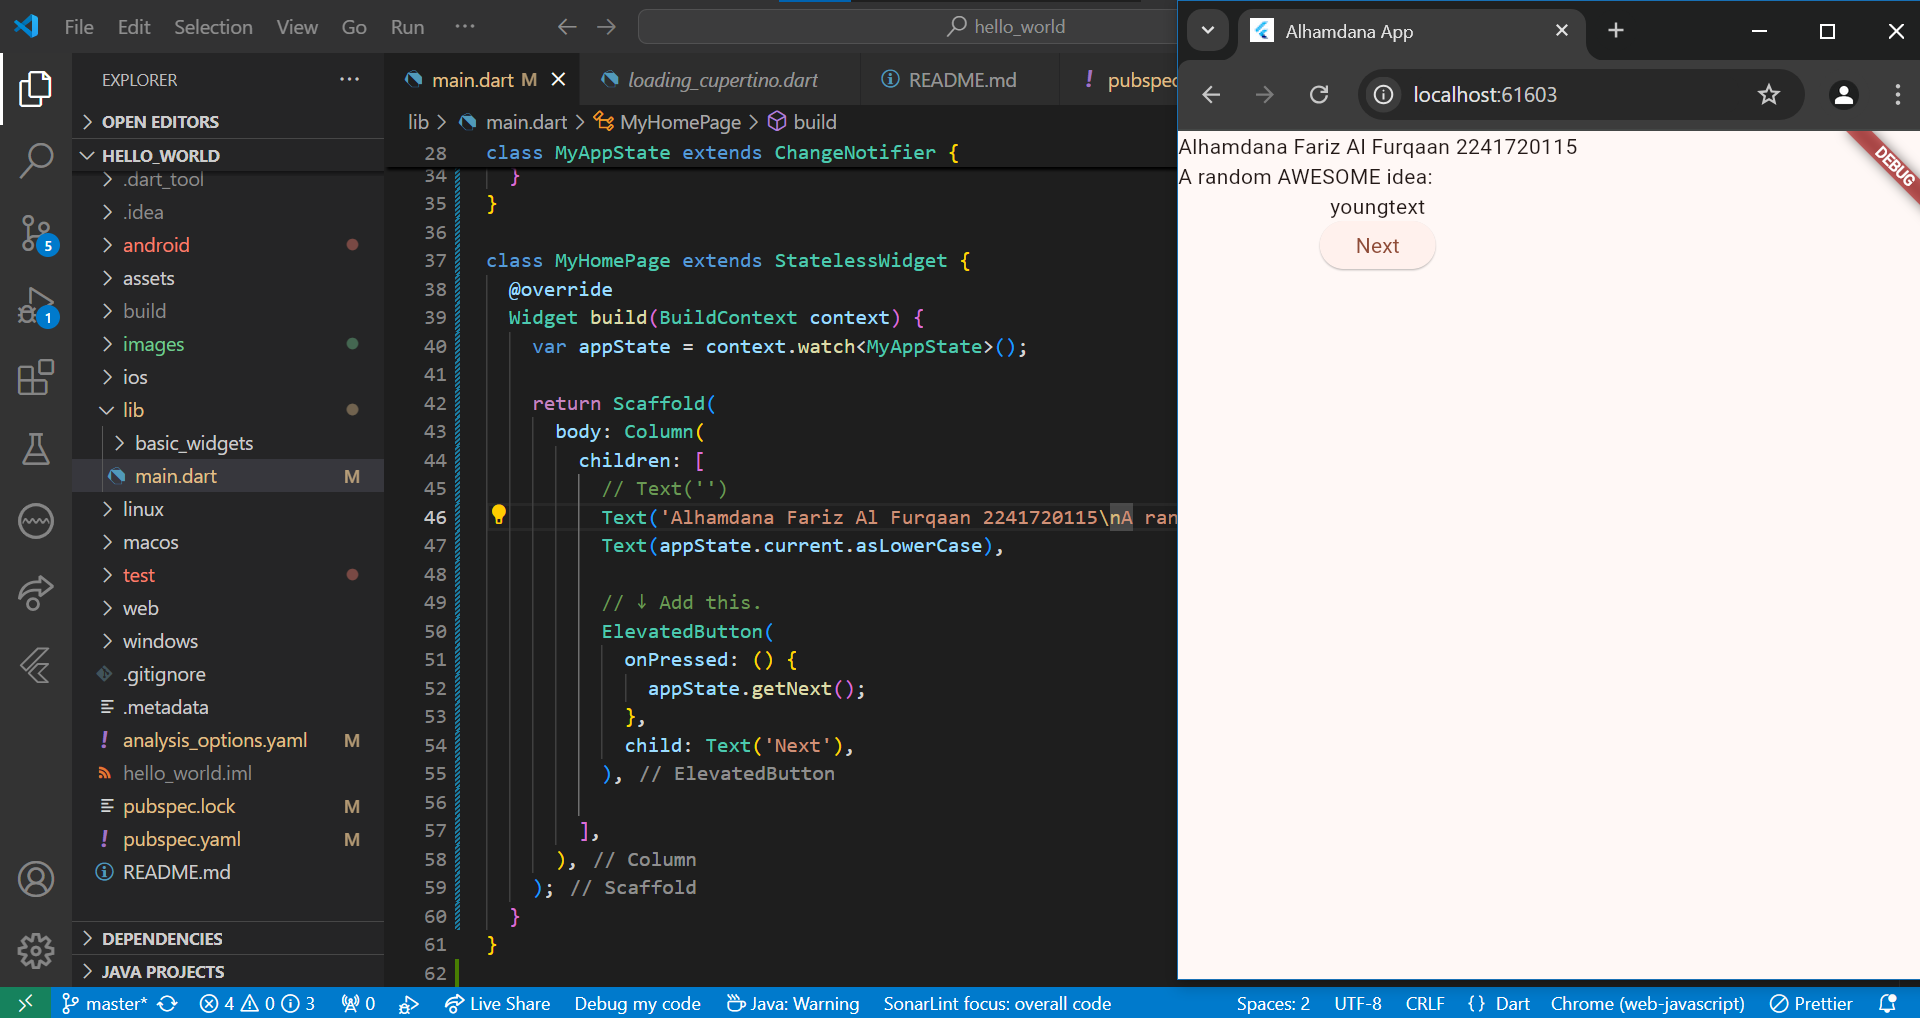 File Edit Selection View Go Run ···
hello_world
EXPLORER ···
OPEN EDITORS
HELLO_WORLD
.dart_tool
.idea
android
assets
build
images
ios
lib
basic_widgets
main.dart M
linux
macos
test
web
windows
.gitignore
.metadata
! analysis_options.yaml M
hello_world.iml
pubspec.lock M
! pubspec.yaml M
README.md
DEPENDENCIES
JAVA PROJECTS
5
1
main.dart M
loading_cupertino.dart
README.md
! pubspec
lib > main.dart > MyHomePage > build
28 class MyAppState extends ChangeNotifier {
34 }
35 }
36
37 class MyHomePage extends StatelessWidget {
38 @override
39 Widget build(BuildContext context) {
40 var appState = context.watch<MyAppState>();
41
42 return Scaffold(
43 body: Column(
44 children: [
45 // Text('')
46 Text('Alhamdana Fariz Al Furqaan 2241720115\nA ran
47 Text(appState.current.asLowerCase),
48
49 // ↓ Add this.
50 ElevatedButton(
51 onPressed: () {
52 appState.getNext();
53 },
54 child: Text('Next'),
55 ), // ElevatedButton
56
57 ],
58 ), // Column
59 ); // Scaffold
60 }
61 }
62
Alhamdana App
localhost:61603
Alhamdana Fariz Al Furqaan 2241720115
A random AWESOME idea:
youngtext
Next
DEBUG
master* 4 0 3 0 Live Share Debug my code Java: Warning SonarLint focus: overall code Spaces: 2 UTF-8 CRLF {} Dart Chrome (web-javascript) Prettier